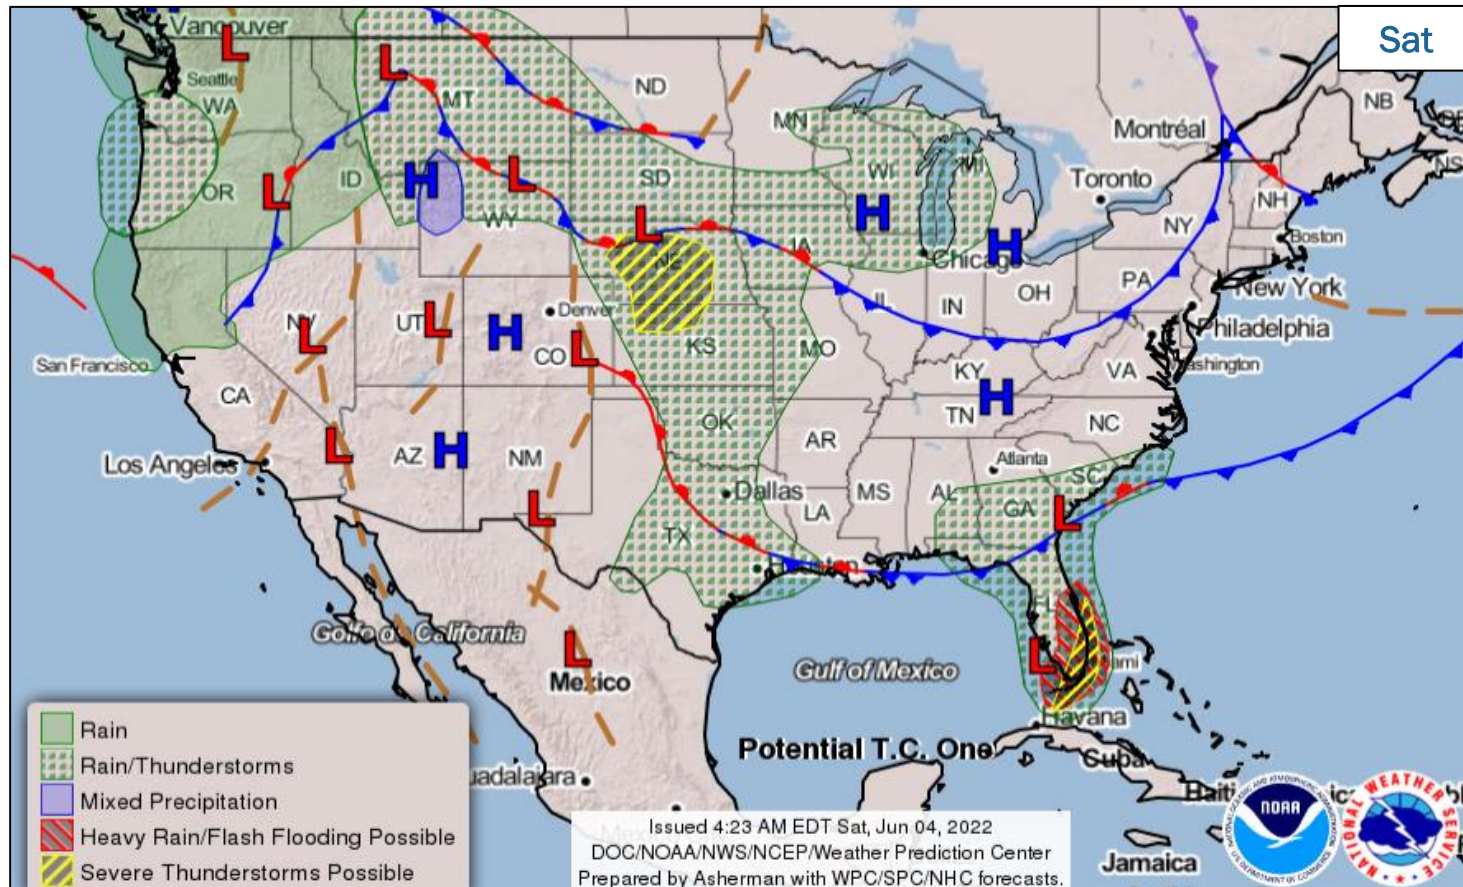 Sat
H
Vancouver
L
Seattle
WA
L
MT
ND
MN
NB
Montréal
OR
L
ID
H
L
WY
SD
WI
MI
H
Toronto
NH
NY
Boston
L
NE
IA
H
Chicago
PA
New York
IL
IN
OH
Philadelphia
NV
L
UT
L
H
Denver
CO
L
KS
MO
San Francisco
CA
KY
VA
ashington
TN
H
NC
OK
AR
Los Angeles
L
AZ
H
NM
Atlanta
SC
Dallas
MS
AL
GA
L
LA
L
TX
Houston
FL
Golfo de California
L
Mexico
Gulf of Mexico
L
ami
Havana
Potential T.C. One
Cuba
uadalajara
Haiti
Jamaica
Rain
Rain/Thunderstorms
Mixed Precipitation
Heavy Rain/Flash Flooding Possible
Severe Thunderstorms Possible
Issued 4:23 AM EDT Sat, Jun 04, 2022
DOC/NOAA/NWS/NCEP/Weather Prediction Center
Prepared by Asherman with WPC/SPC/NHC forecasts.
NOAA
NATIONAL WEATHER SERVICE